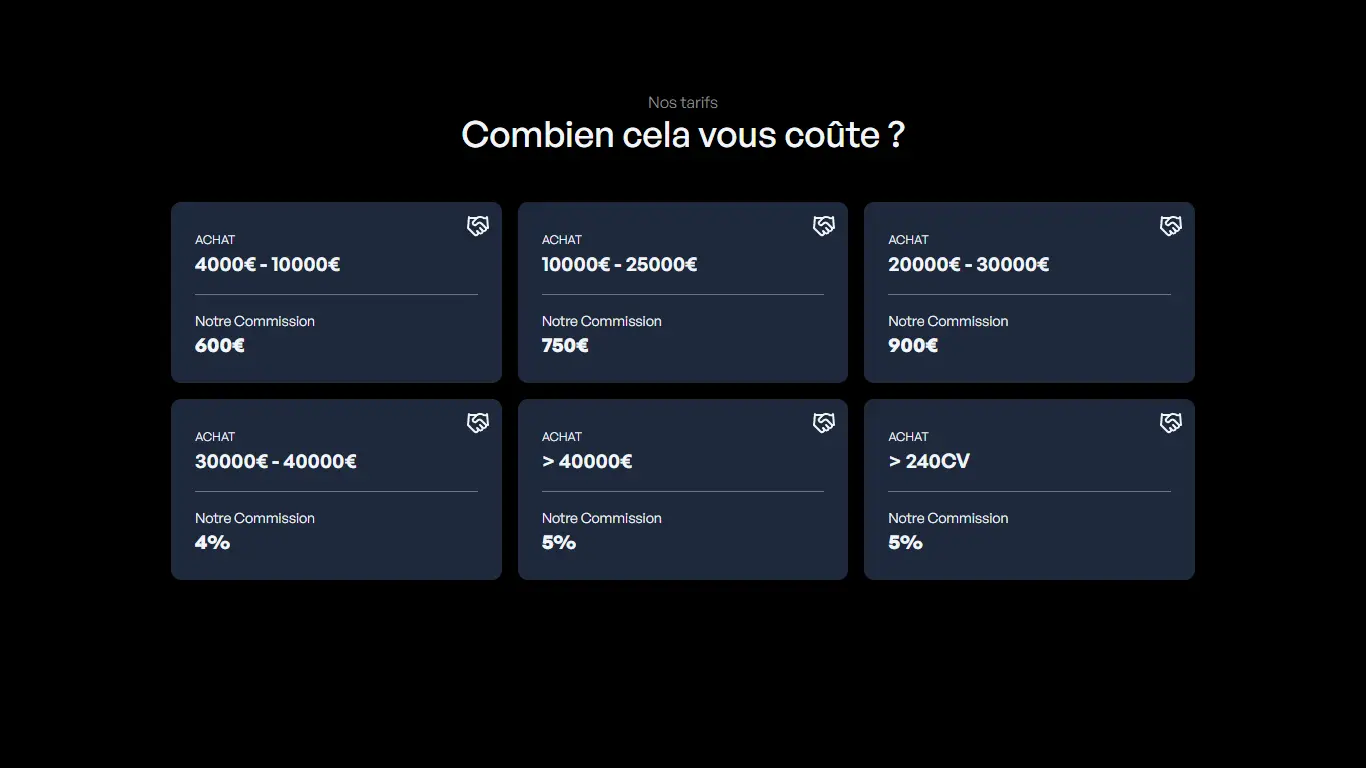 Nos tarifs
Combien cela vous coûte ?
ACHAT
4000€ - 10000€
Notre Commission
600€
ACHAT
10000€ - 25000€
Notre Commission
750€
ACHAT
20000€ - 30000€
Notre Commission
900€
ACHAT
30000€ - 40000€
Notre Commission
4%
ACHAT
> 40000€
Notre Commission
5%
ACHAT
> 240CV
Notre Commission
5%